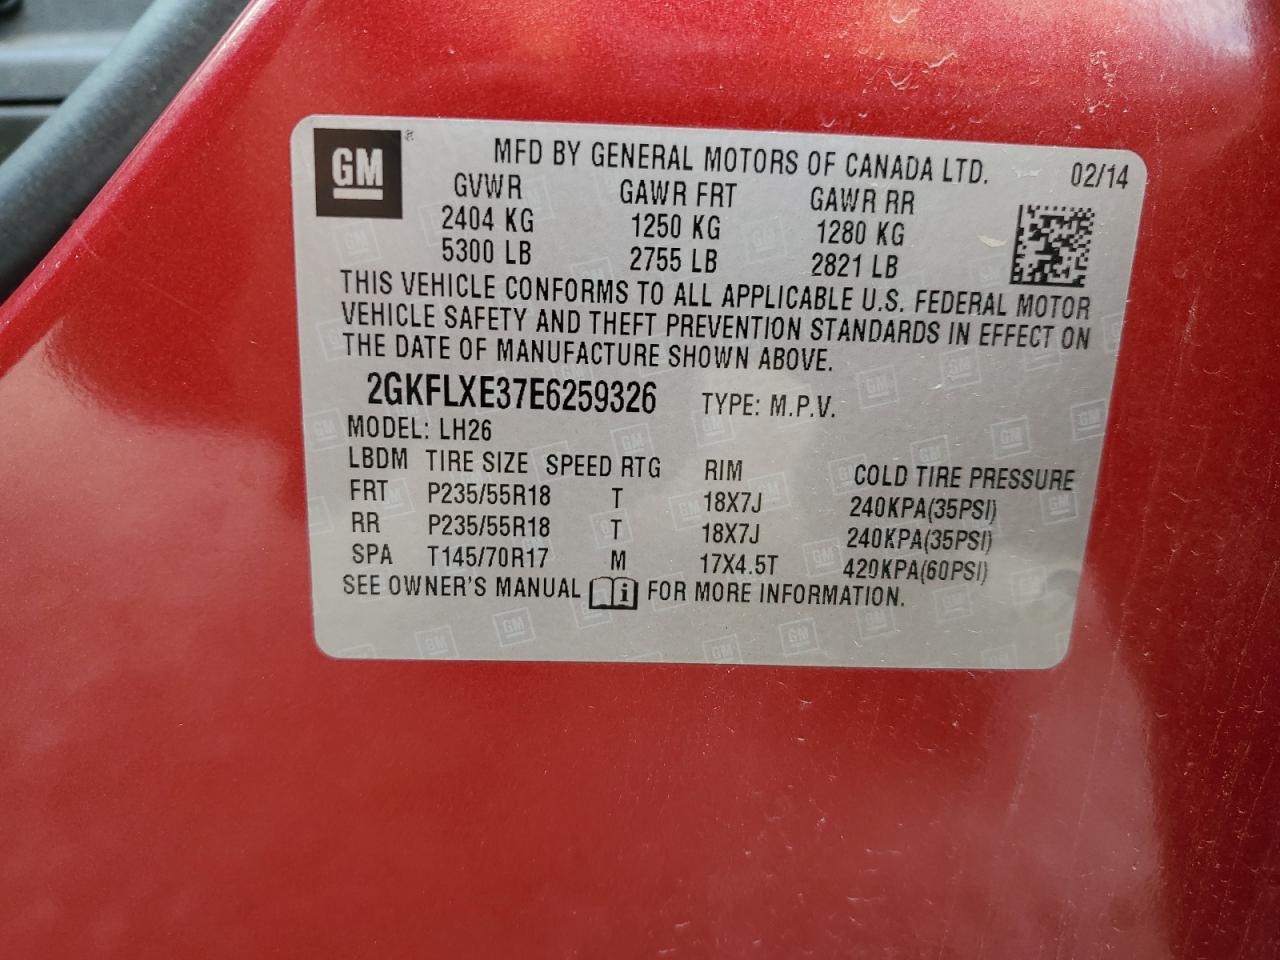 GM ®
MFD BY GENERAL MOTORS OF CANADA LTD. 02/14
GVWR GAWR FRT GAWR RR
2404 KG 1250 KG 1280 KG
5300 LB 2755 LB 2821 LB
THIS VEHICLE CONFORMS TO ALL APPLICABLE U.S. FEDERAL MOTOR
VEHICLE SAFETY AND THEFT PREVENTION STANDARDS IN EFFECT ON
THE DATE OF MANUFACTURE SHOWN ABOVE.
2GKFLXE37E6259326 TYPE: M.P.V.
MODEL: LH26
LBDM TIRE SIZE SPEED RTG RIM COLD TIRE PRESSURE
FRT P235/55R18 T 18X7J 240KPA(35PSI)
RR P235/55R18 T 18X7J 240KPA(35PSI)
SPA T145/70R17 M 17X4.5T 420KPA(60PSI)
SEE OWNER'S MANUAL i FOR MORE INFORMATION.